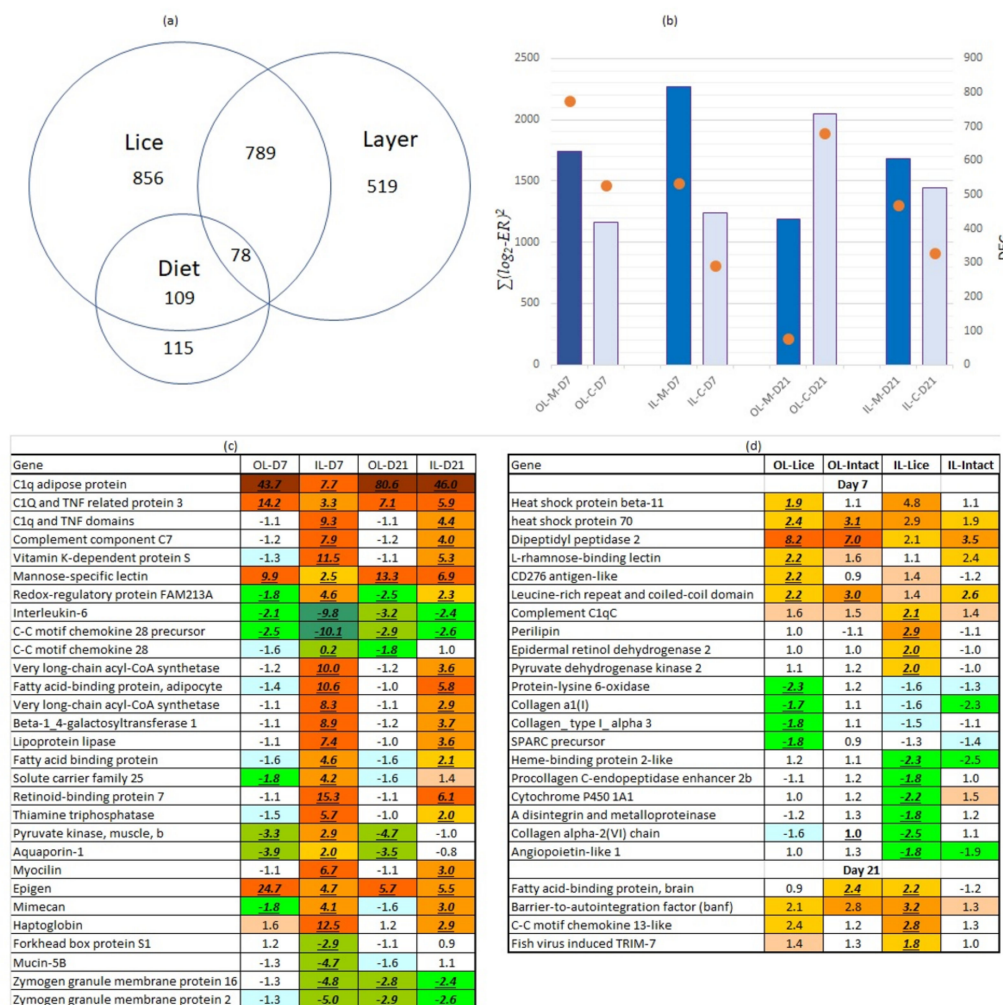 (a)
Lice
856
789
Layer
519
78
Diet
109
115
(b)
2500
2000
1500
1000
500
0
∑(log₂-ER)²
900
800
700
600
500
400
300
200
100
0
DEG
OL-M-D7
OL-C-D7
IL-M-D7
IL-C-D7
OL-M-D21
OL-C-D21
IL-M-D21
IL-C-D21
(c)
Gene OL-D7 IL-D7 OL-D21 IL-D21
C1q adipose protein 43.7 7.7 80.6 46.0
C1Q and TNF related protein 3 14.2 3.3 7.1 5.9
C1q and TNF domains -1.1 9.3 -1.1 4.4
Complement component C7 -1.2 7.9 -1.2 4.0
Vitamin K-dependent protein S -1.3 11.5 -1.1 5.3
Mannose-specific lectin 9.9 2.5 13.3 6.9
Redox-regulatory protein FAM213A -1.8 4.6 -2.5 2.3
Interleukin-6 -2.1 -9.8 -3.2 -2.4
C-C motif chemokine 28 precursor -2.5 -10.1 -2.9 -2.6
C-C motif chemokine 28 -1.6 0.2 -1.8 1.0
Very long-chain acyl-CoA synthetase -1.2 10.0 -1.2 3.6
Fatty acid-binding protein, adipocyte -1.4 10.6 -1.0 5.8
Very long-chain acyl-CoA synthetase -1.1 8.3 -1.1 2.9
Beta-1_4-galactosyltransferase 1 -1.1 8.9 -1.2 3.7
Lipoprotein lipase -1.1 7.4 -1.0 3.6
Fatty acid binding protein -1.6 4.6 -1.6 2.1
Solute carrier family 25 -1.8 4.2 -1.6 1.4
Retinoid-binding protein 7 -1.1 15.3 -1.1 6.1
Thiamine triphosphatase -1.5 5.7 -1.0 2.0
Pyruvate kinase, muscle, b -3.3 2.9 -4.7 -1.0
Aquaporin-1 -3.9 2.0 -3.5 -0.8
Myocilin -1.1 6.7 -1.1 3.0
Epigen 24.7 4.7 5.7 5.5
Mimecan -1.8 4.1 -1.6 3.0
Haptoglobin 1.6 12.5 1.2 2.9
Forkhead box protein S1 1.2 -2.9 -1.1 0.9
Mucin-5B -1.3 -4.7 -1.6 1.1
Zymogen granule membrane protein 16 -1.3 -4.8 -2.8 -2.4
Zymogen granule membrane protein 2 -1.3 -5.0 -2.9 -2.6
(d)
Gene OL-Lice OL-Intact IL-Lice IL-Intact
Day 7
Heat shock protein beta-11 1.9 1.1 4.8 1.1
heat shock protein 70 2.4 3.1 2.9 1.9
Dipeptidyl peptidase 2 8.2 7.0 2.1 3.5
L-rhamnose-binding lectin 2.2 1.6 1.1 2.4
CD276 antigen-like 2.2 0.9 1.4 -1.2
Leucine-rich repeat and coiled-coil domain 2.2 3.0 1.4 2.6
Complement C1qC 1.6 1.5 2.1 1.4
Perilipin 1.0 -1.1 2.9 -1.1
Epidermal retinol dehydrogenase 2 1.0 1.0 2.0 -1.0
Pyruvate dehydrogenase kinase 2 1.1 1.2 2.0 -1.0
Protein-lysine 6-oxidase -2.3 1.2 -1.6 -1.3
Collagen a1(I) -1.7 1.1 -1.6 -2.3
Collagen_ type I_ alpha 3 -1.8 1.1 -1.5 -1.1
SPARC precursor -1.8 0.9 -1.3 -1.4
Heme-binding protein 2-like 1.2 1.1 -2.3 -2.5
Procollagen C-endopeptidase enhancer 2b -1.1 1.2 -1.8 1.0
Cytochrome P450 1A1 1.0 1.2 -2.2 1.5
A disintegrin and metalloproteinase -1.2 1.3 -1.8 1.2
Collagen alpha-2(VI) chain -1.6 1.0 -2.5 1.1
Angiopoietin-like 1 1.0 1.3 -1.8 -1.9
Day 21
Fatty acid-binding protein, brain 0.9 2.4 2.2 -1.2
Barrier-to-autointegration factor (banf) 2.1 2.8 3.2 1.3
C-C motif chemokine 13-like 2.4 1.2 2.8 1.3
Fish virus induced TRIM-7 1.4 1.3 1.8 1.0